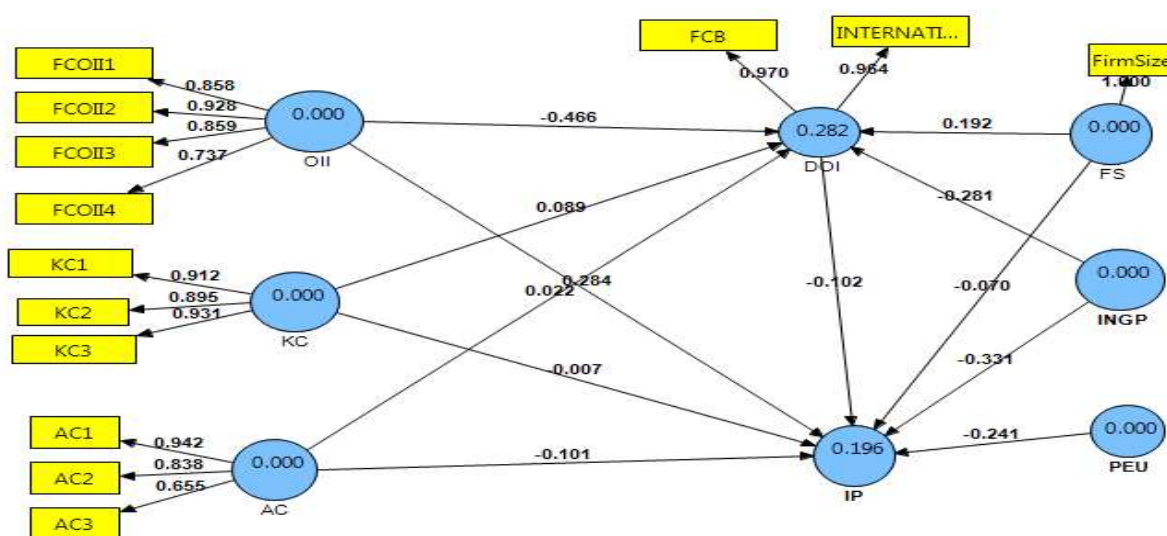 FCB
INTERNATI...
FirmSize
FCOII1
FCOII2
FCOII3
FCOII4
0.858
0.928
0.859
0.737
0.000
OII
0.970
0.964
1.000
-0.466
0.282
DOI
0.192
0.000
FS
0.089
-0.281
KC1
KC2
KC3
0.912
0.895
0.931
0.000
KC
0.022
0.284
-0.102
-0.070
0.000
INGP
-0.007
-0.331
AC1
AC2
AC3
0.942
0.838
0.655
0.000
AC
-0.101
0.196
IP
-0.241
0.000
PEU